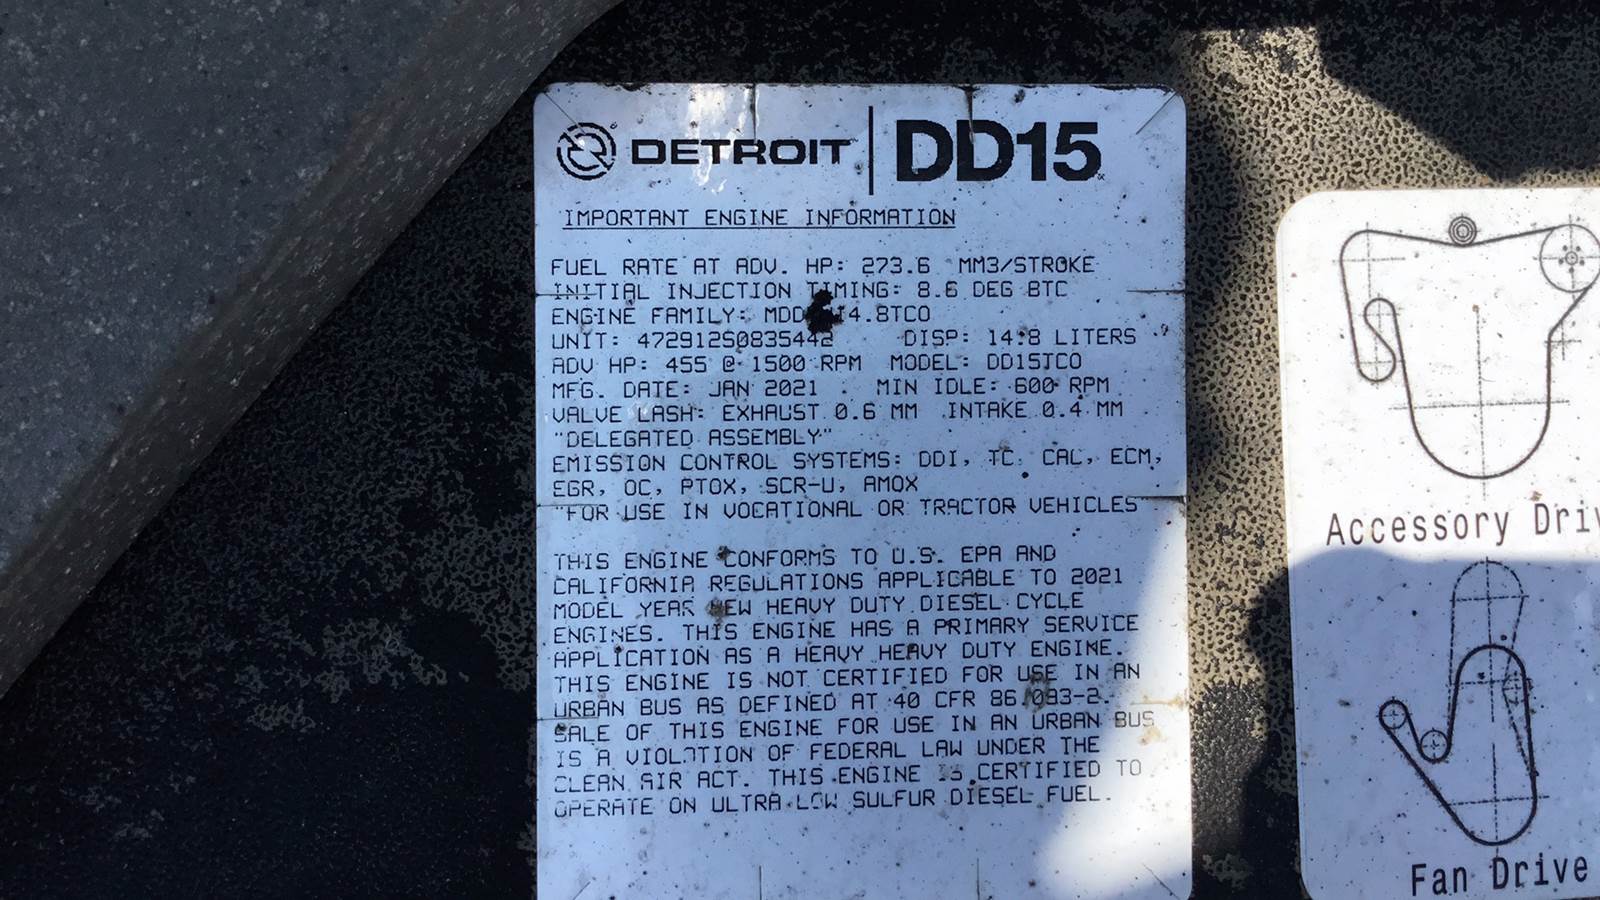 DETROIT DD15
IMPORTANT ENGINE INFORMATION
FUEL RATE AT ADV. HP: 273.6 MM3/STROKE
INITIAL INJECTION TIMING: 8.6 DEG BTC
ENGINE FAMILY:
UNIT: 472912S0835442 DISP: 14.8 LITERS
ADV HP: 455 @ 1500 RPM MODEL: DD15TCO
MFG. DATE: JAN 2021 MIN IDLE: 600 RPM
VALVE LASH: EXHAUST 0.6 MM INTAKE 0.4 MM
"DELEGATED ASSEMBLY"
EMISSION CONTROL SYSTEMS: DDI, TC, CAC, ECM,
EGR, OC, PTOX, SCR-U, AMOX
"FOR USE IN VOCATIONAL OR TRACTOR VEHICLES"
THIS ENGINE CONFORMS TO U.S. EPA AND
CALIFORNIA REGULATIONS APPLICABLE TO 2021
MODEL YEAR NEW HEAVY DUTY DIESEL CYCLE
ENGINES. THIS ENGINE HAS A PRIMARY SERVICE
APPLICATION AS A HEAVY HEAVY DUTY ENGINE.
THIS ENGINE IS NOT CERTIFIED FOR USE IN AN
URBAN BUS AS DEFINED AT 40 CFR 86.093-2.
SALE OF THIS ENGINE FOR USE IN AN URBAN BUS
IS A VIOLATION OF FEDERAL LAW UNDER THE
CLEAN AIR ACT. THIS ENGINE IS CERTIFIED TO
OPERATE ON ULTRA LOW SULFUR DIESEL FUEL.
Accessory
Fan Drive